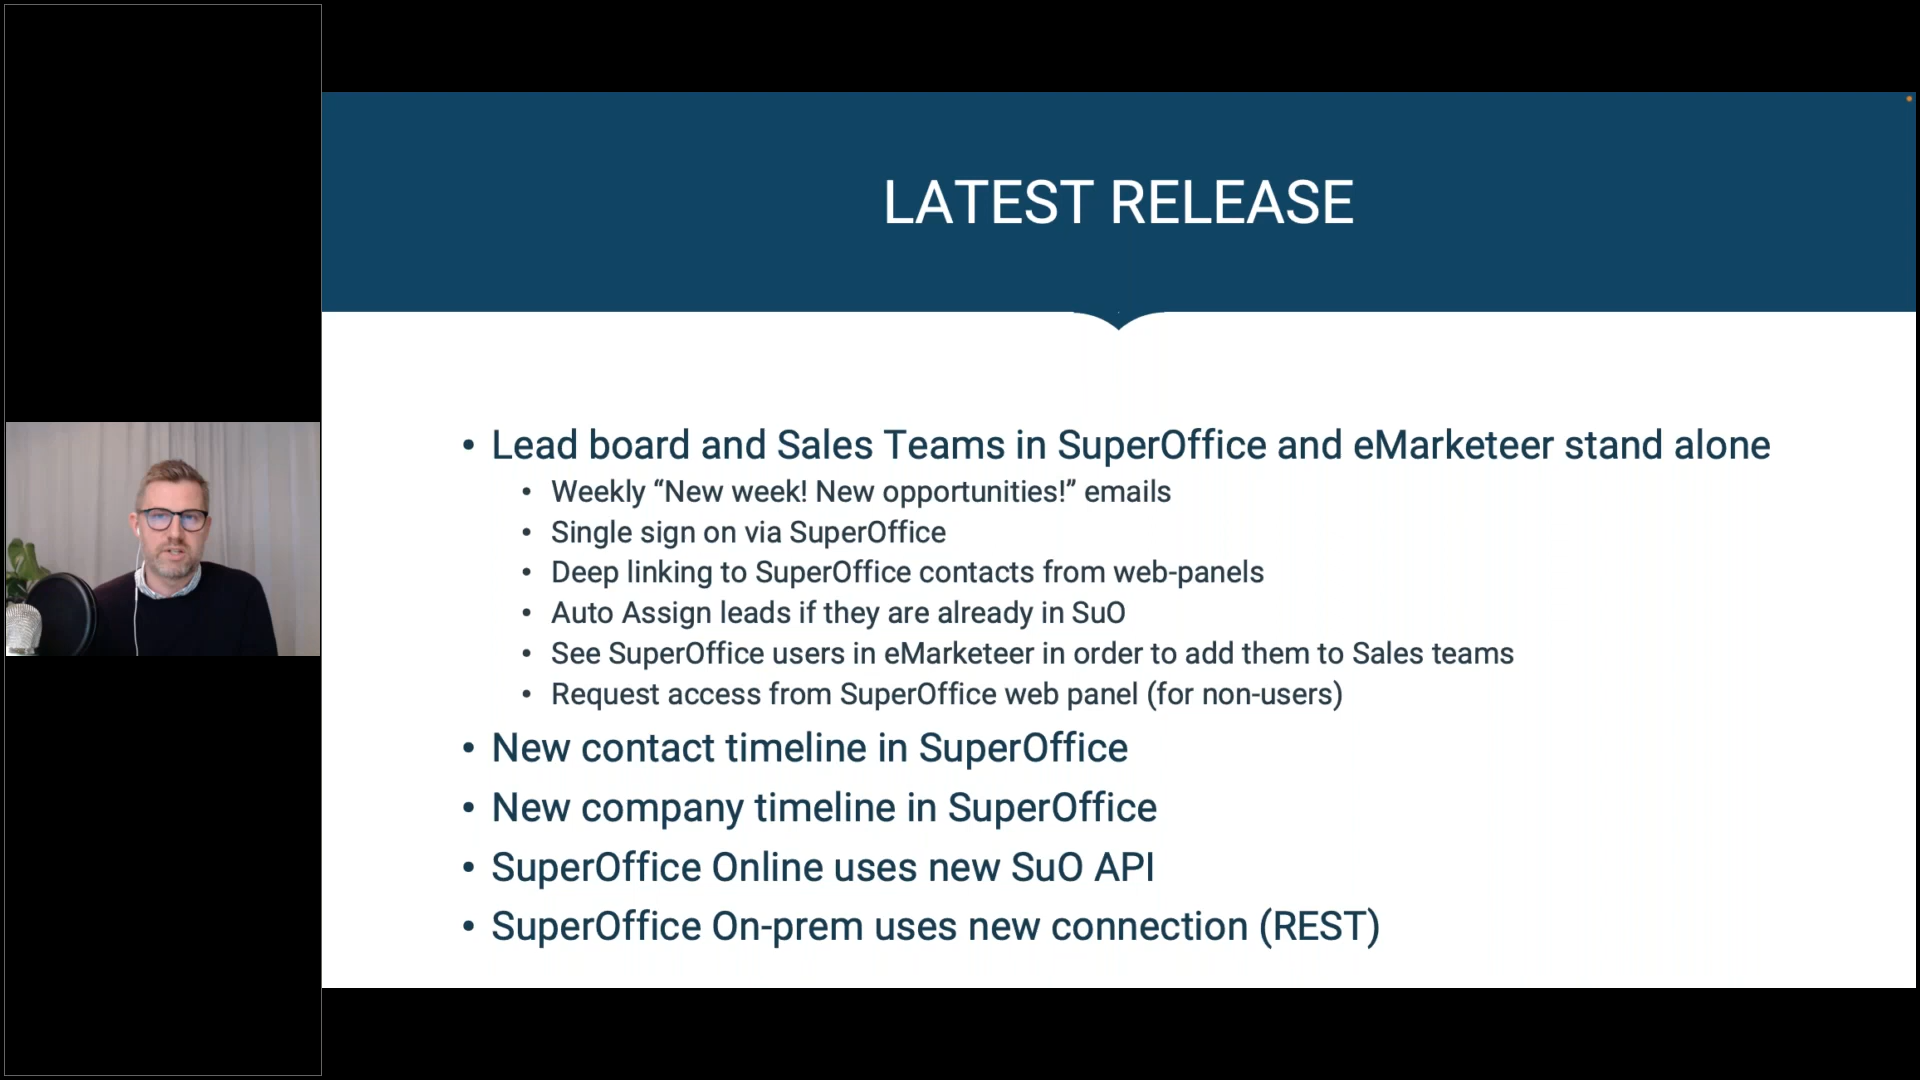 LATEST RELEASE
• Lead board and Sales Teams in SuperOffice and eMarketeer stand alone
• Weekly “New week! New opportunities!” emails
• Single sign on via SuperOffice
• Deep linking to SuperOffice contacts from web-panels
• Auto Assign leads if they are already in SuO
• See SuperOffice users in eMarketeer in order to add them to Sales teams
• Request access from SuperOffice web panel (for non-users)
• New contact timeline in SuperOffice
• New company timeline in SuperOffice
• SuperOffice Online uses new SuO API
• SuperOffice On-prem uses new connection (REST)